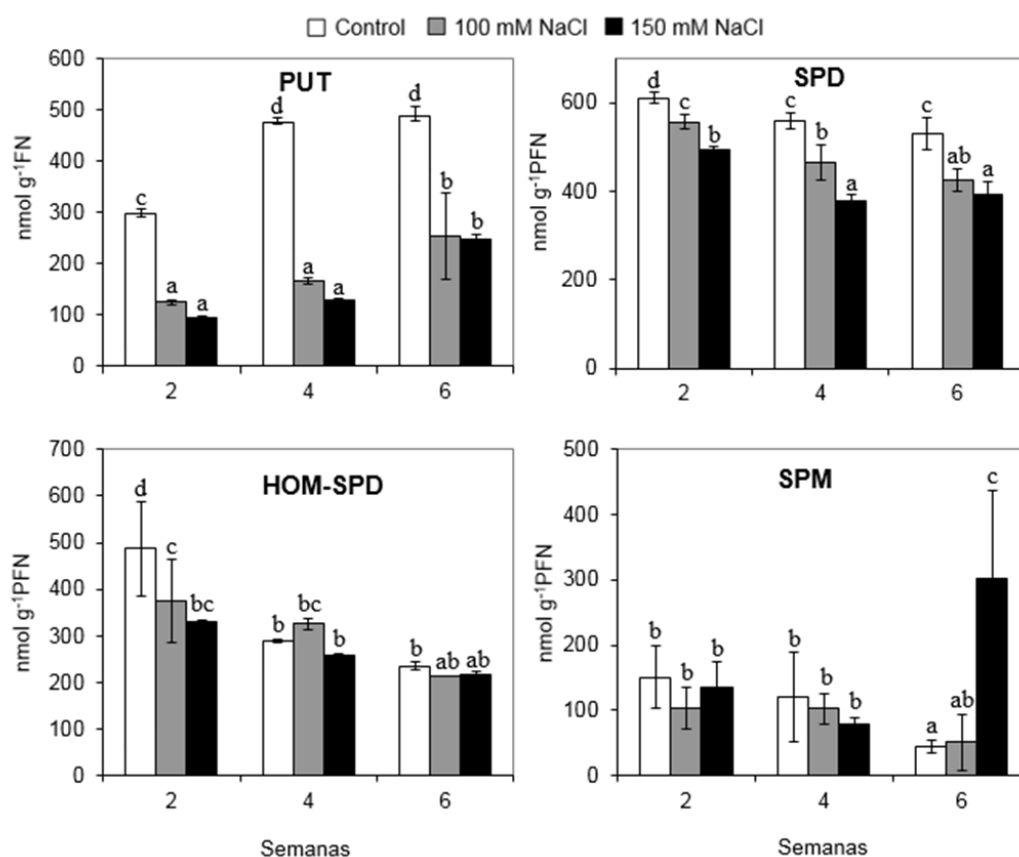 Control 100 mM NaCl 150 mM NaCl
PUT
nmol g-1FN
600
500
400
300
200
100
0
c
a
a
d
a
a
d
b
b
2 4 6
SPD
nmol g-1PFN
600
400
200
0
d
c
b
c
b
a
c
ab
a
2 4 6
HOM-SPD
nmol g-1PFN
700
600
500
400
300
200
100
0
d
c
bc
b
bc
b
b
ab
ab
2 4 6
Semanas
SPM
nmol g-1PFN
500
400
300
200
100
0
b
b
b
b
b
b
a
ab
c
2 4 6
Semanas